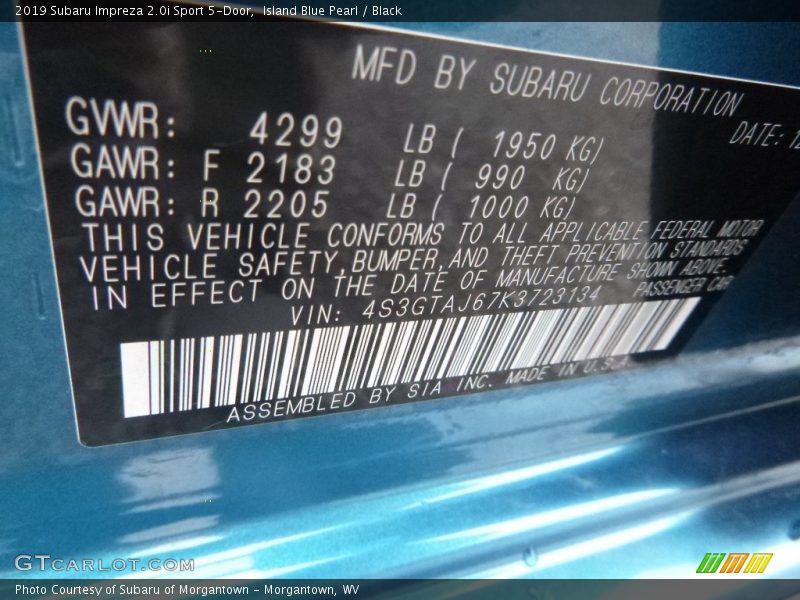 2019 Subaru Impreza 2.0i Sport 5-Door, Island Blue Pearl / Black
MFD BY SUBARU CORPORATION
GVWR: 4299 LB ( 1950 KG) DATE: 12
GAWR: F 2183 LB ( 990 KG)
GAWR: R 2205 LB ( 1000 KG)
THIS VEHICLE CONFORMS TO ALL APPLICABLE FEDERAL MOTOR
VEHICLE SAFETY,BUMPER,AND THEFT PREVENTION STANDARDS
IN EFFECT ON THE DATE OF MANUFACTURE SHOWN ABOVE.
VIN: 4S3GTAJ67K3723134 PASSENGER CAR
ASSEMBLED BY SIA INC. MADE IN U.S.A.
GTCARLOT.COM
Photo Courtesy of Subaru of Morgantown - Morgantown, WV